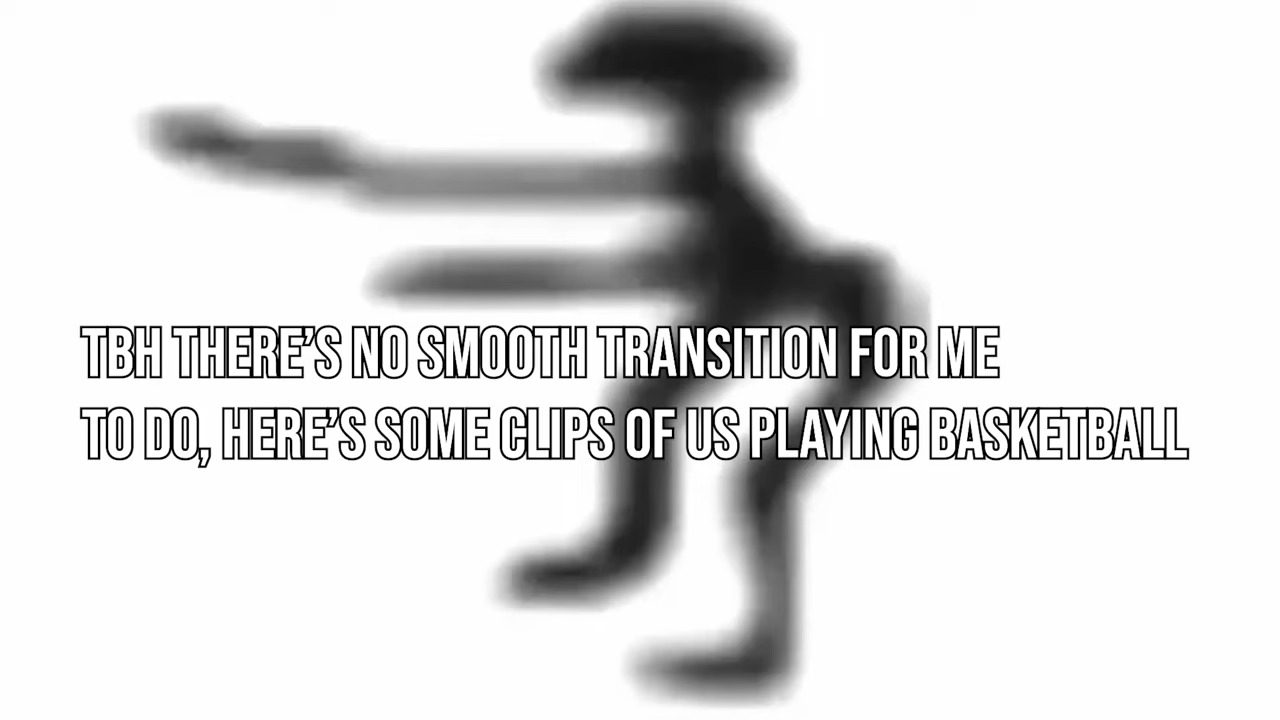 TBH THERE'S NO SMOOTH TRANSITION FOR ME
TO DO, HERE'S SOME CLIPS OF US PLAYING BASKETBALL